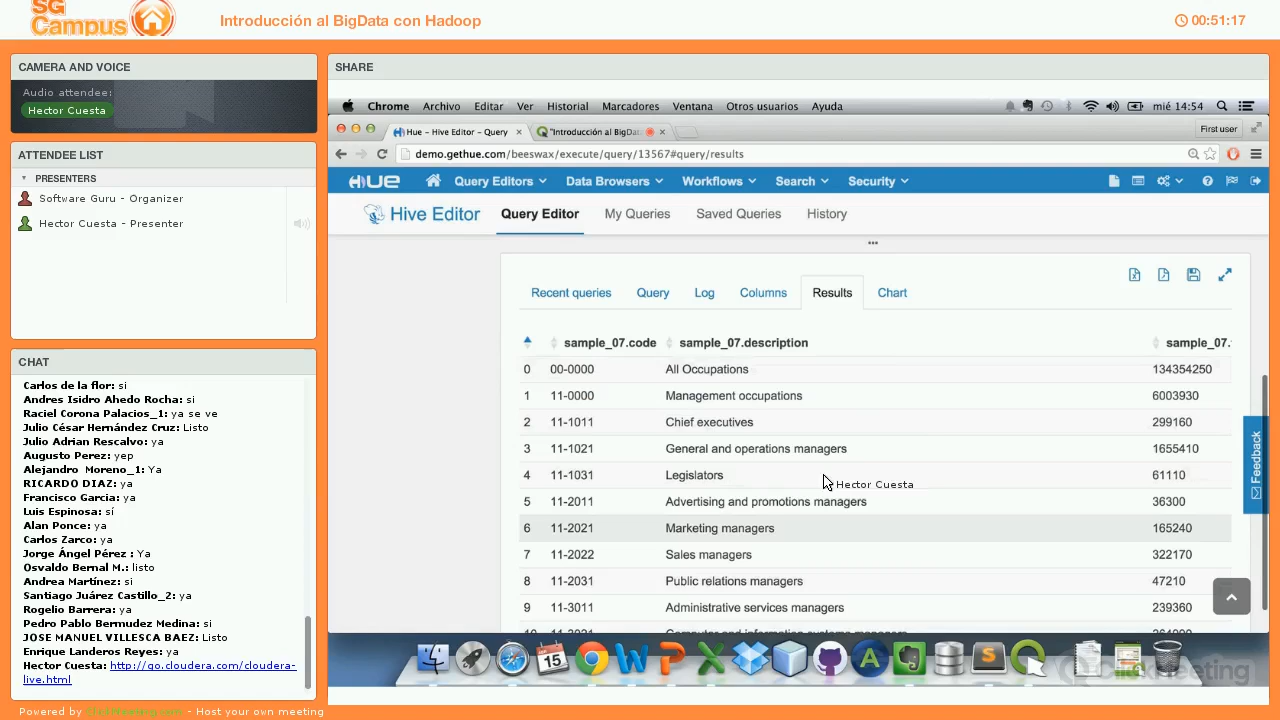 SG
Campus
Introducción al BigData con Hadoop
00:51:17
CAMERA AND VOICE
Audio attendee:
Hector Cuesta
ATTENDEE LIST
PRESENTERS
Software Guru - Organizer
Hector Cuesta - Presenter
CHAT
Carlos de la flor: si
Andres Isidro Ahedo Rocha: si
Raciel Corona Palacios_1: ya se ve
Julio César Hernández Cruz: Listo
Julio Adrian Rescalvo: ya
Augusto Perez: yep
Alejandro Moreno_1: Ya
RICARDO DIAZ: ya
Francisco Garcia: ya
Luis Espinosa: sí
Alan Ponce: ya
Carlos Zarco: ya
Jorge Ángel Pérez : Ya
Osvaldo Bernal M.: listo
Andrea Martínez: si
Santiago Juárez Castillo_2: ya
Rogelio Barrera: ya
Pedro Pablo Bermudez Medina: si
JOSE MANUEL VILLESCA BAEZ: Listo
Enrique Landeros Reyes: ya
Hector Cuesta: http://go.cloudera.com/cloudera-
live.html
Powered by ClickMeeting.com - Host your own meeting
SHARE
Chrome Archivo Editar Ver Historial Marcadores Ventana Otros usuarios Ayuda mié 14:54
Hue - Hive Editor - Query "Introducción al BigData First user
demo.gethue.com/beeswax/execute/query/13567#query/results
HUE Query Editors Data Browsers Workflows Search Security
Hive Editor Query Editor My Queries Saved Queries History
Recent queries Query Log Columns Results Chart
sample_07.code sample_07.description sample_07.
0 00-0000 All Occupations 134354250
1 11-0000 Management occupations 6003930
2 11-1011 Chief executives 299160
3 11-1021 General and operations managers 1655410
4 11-1031 Legislators 61110
Hector Cuesta
5 11-2011 Advertising and promotions managers 36300
6 11-2021 Marketing managers 165240
7 11-2022 Sales managers 322170
8 11-2031 Public relations managers 47210
9 11-3011 Administrative services managers 239360
Feedback
15
ClickMeeting